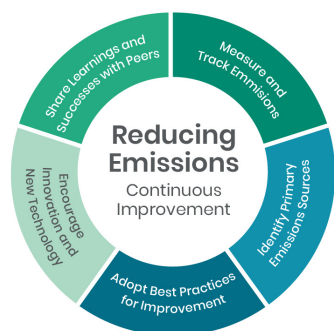 Reducing
Emissions
Continuous
Improvement
Measure and
Track Emmisions
Identify Primary
Emissions Sources
Adopt Best Practices
for Improvement
Encourage
Innovation and
New Technology
Share Learnings and
Successes with Peers